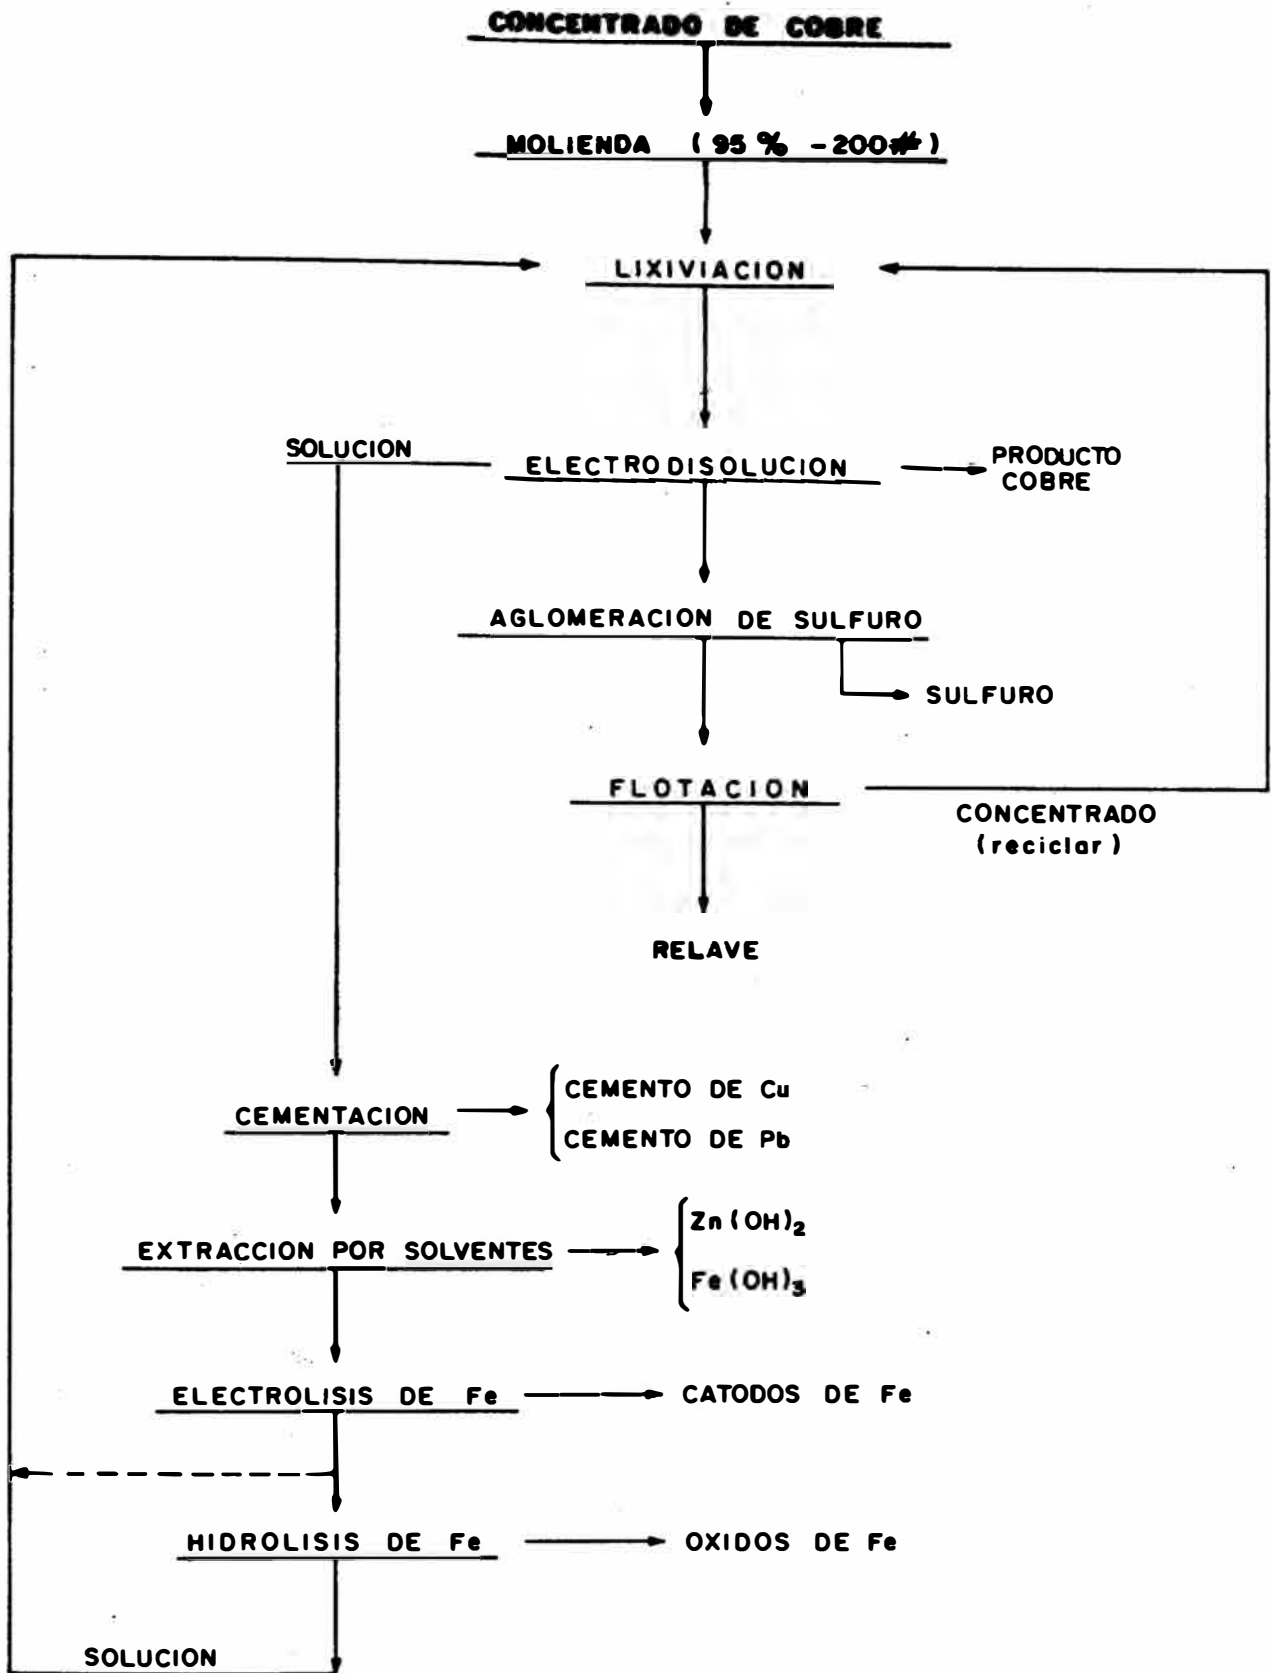 CONCENTRADO DE COBRE
MOLIENDA (95 % -200#)
LIXIVIACION
SOLUCION
ELECTRODISOLUCION
PRODUCTO
COBRE
AGLOMERACION DE SULFURO
SULFURO
FLOTACION
CONCENTRADO
(reciclar)
RELAVE
CEMENTACION
CEMENTO DE Cu
CEMENTO DE Pb
EXTRACCION POR SOLVENTES
Zn(OH)2
Fe(OH)3
ELECTROLISIS DE Fe
CATODOS DE Fe
HIDROLISIS DE Fe
OXIDOS DE Fe
SOLUCION